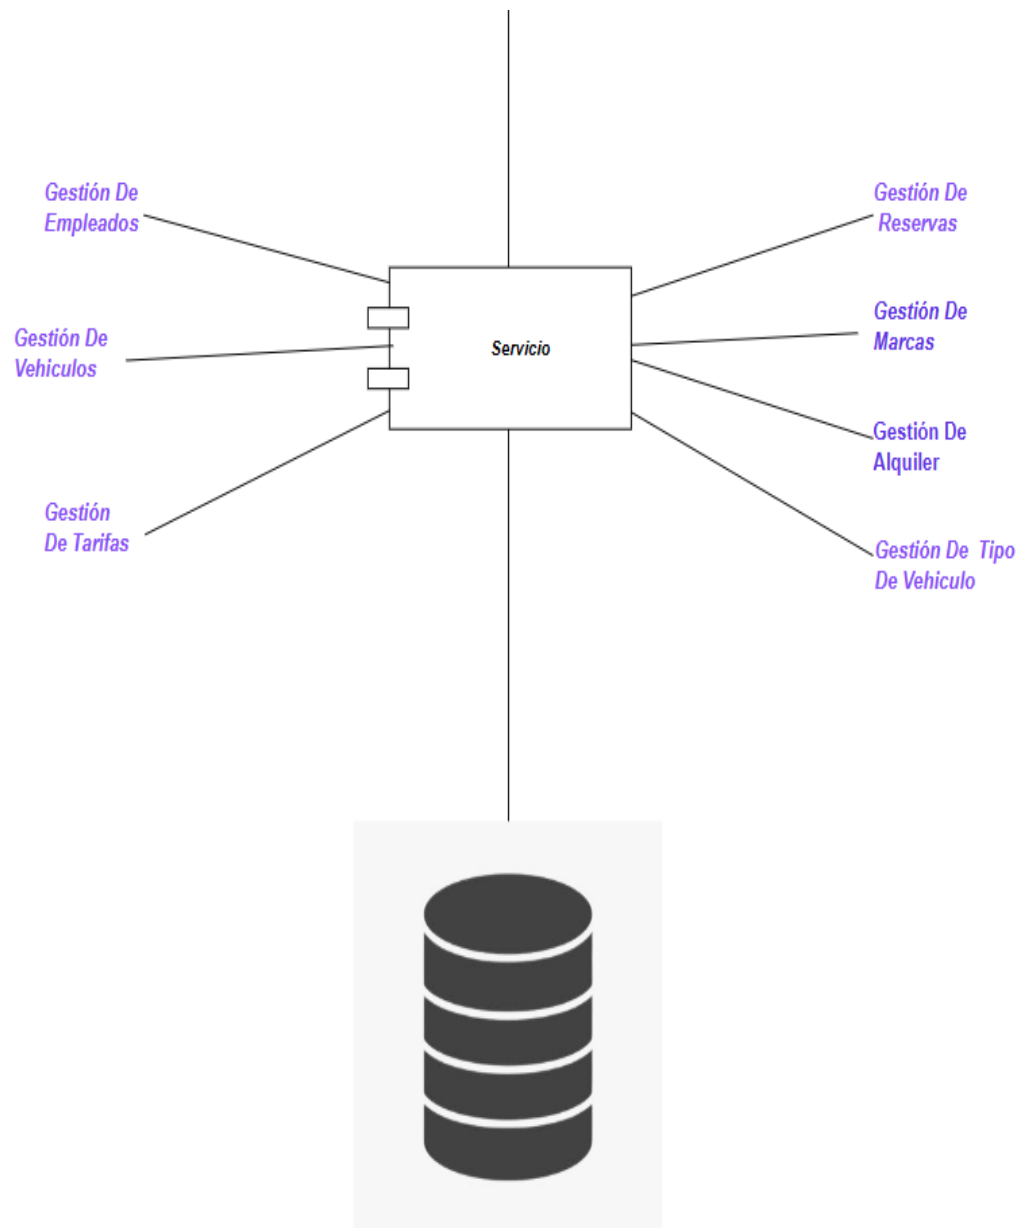 Gestión De
Empleados
Gestión De
Vehiculos
Gestión
De Tarifas
Servicio
Gestión De
Reservas
Gestión De
Marcas
Gestión De
Alquiler
Gestión De Tipo
De Vehiculo